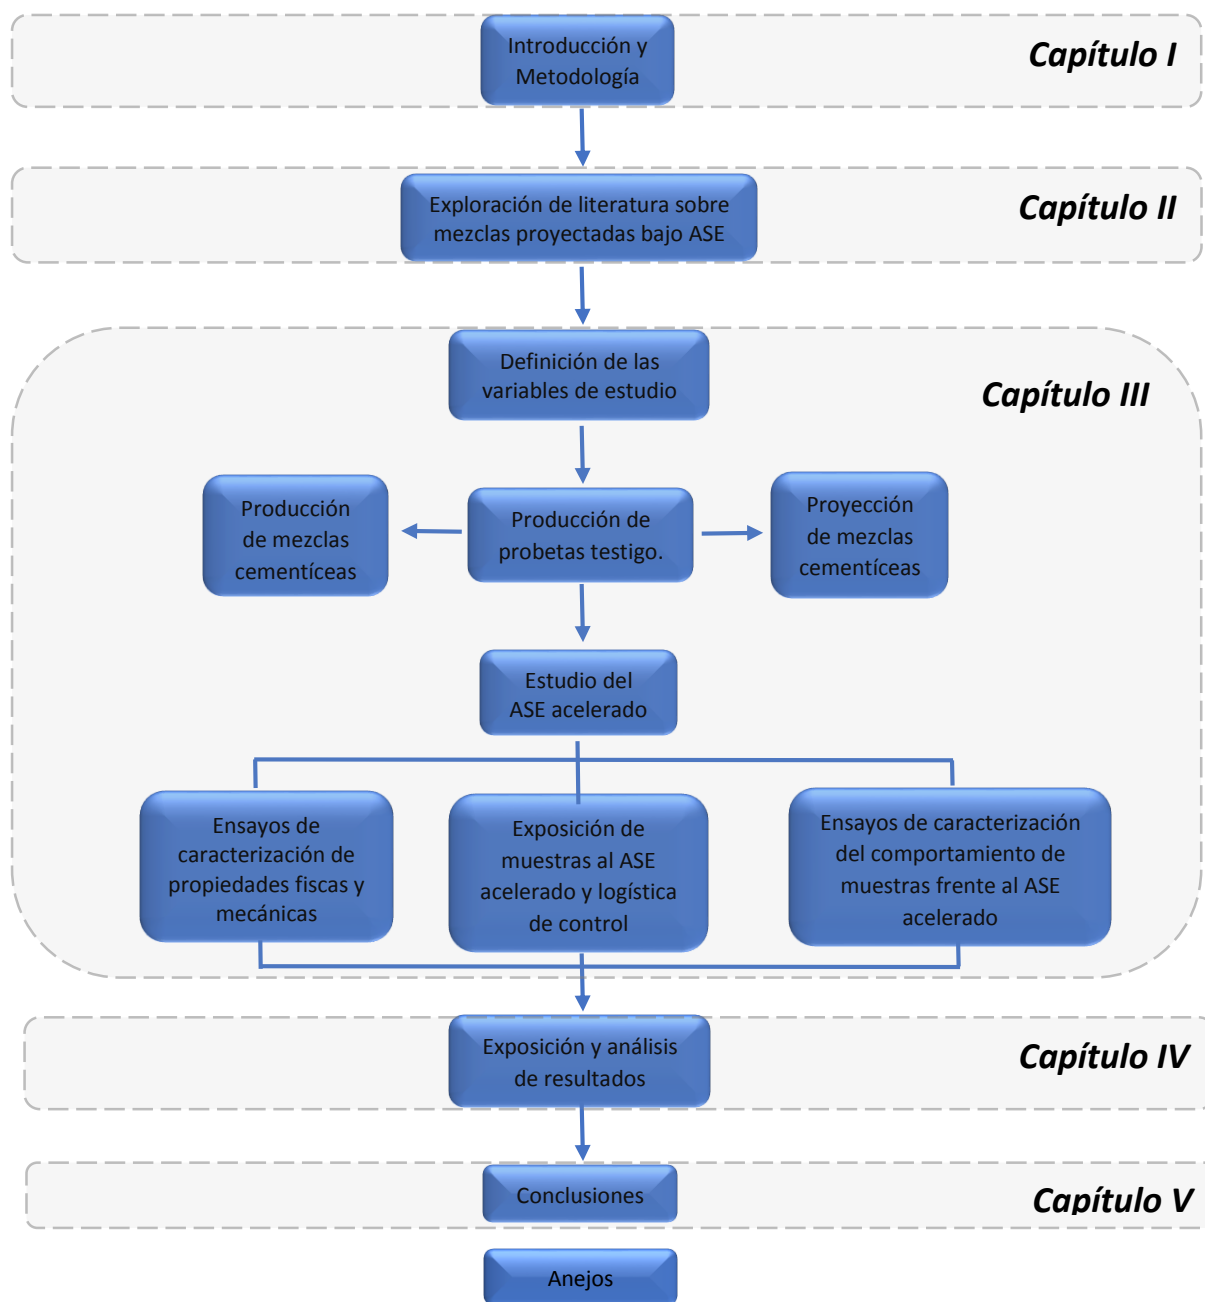 Introducción y
Metodología
Capítulo I
Exploración de literatura sobre
mezclas proyectadas bajo ASE
Capítulo II
Definición de las
variables de estudio
Capítulo III
Producción
de mezclas
cementíceas
Producción de
probetas testigo.
Proyección
de mezclas
cementíceas
Estudio del
ASE acelerado
Ensayos de
caracterización de
propiedades fiscas y
mecánicas
Exposición de
muestras al ASE
acelerado y logística
de control
Ensayos de caracterización
del comportamiento de
muestras frente al ASE
acelerado
Exposición y análisis
de resultados
Capítulo IV
Conclusiones
Capítulo V
Anejos